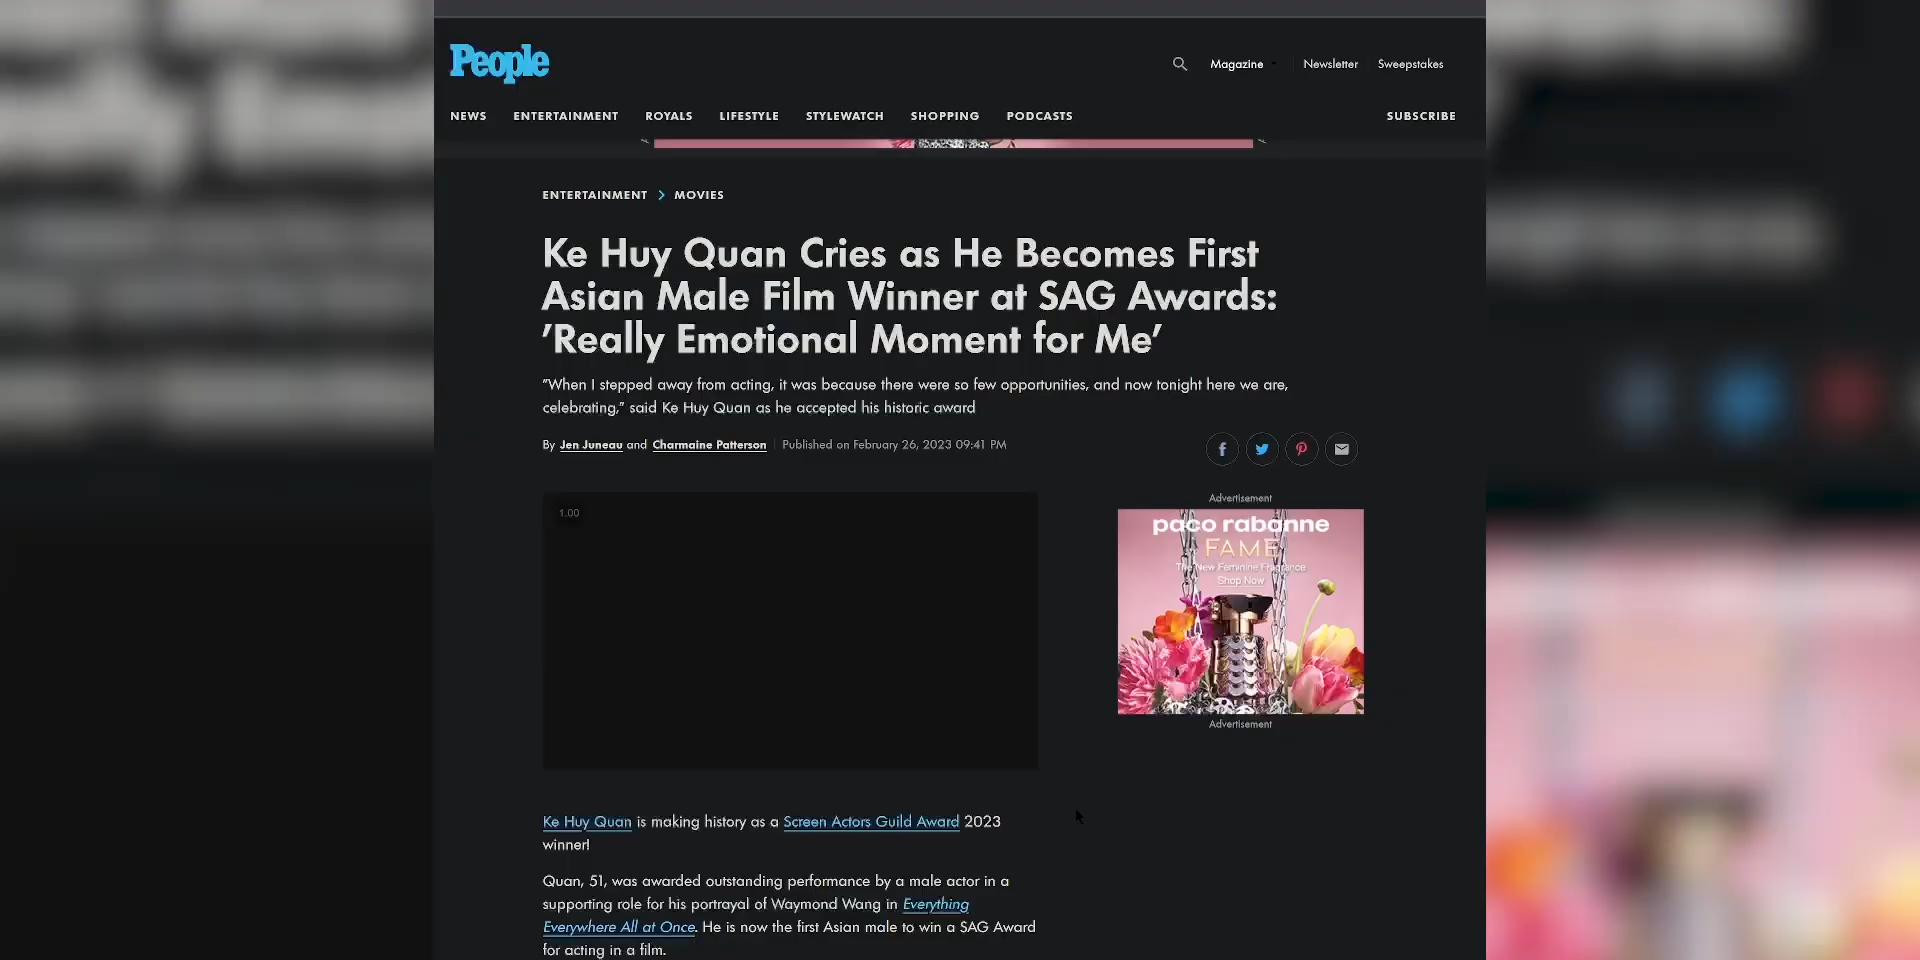 People
Magazine
Newsletter
Sweepstakes
NEWS
ENTERTAINMENT
ROYALS
LIFESTYLE
STYLEWATCH
SHOPPING
PODCASTS
SUBSCRIBE
ENTERTAINMENT > MOVIES
Ke Huy Quan Cries as He Becomes First
Asian Male Film Winner at SAG Awards:
'Really Emotional Moment for Me'
"When I stepped away from acting, it was because there were so few opportunities, and now tonight here we are,
celebrating," said Ke Huy Quan as he accepted his historic award
By Jen Juneau and Charmaine Patterson | Published on February 26, 2023 09:41 PM
1.00
Advertisement
paco rabanne
FAME
The New Feminine Fragrance
Shop Now
Advertisement
Ke Huy Quan is making history as a Screen Actors Guild Award 2023
winner!
Quan, 51, was awarded outstanding performance by a male actor in a
supporting role for his portrayal of Waymond Wang in Everything
Everywhere All at Once. He is now the first Asian male to win a SAG Award
for acting in a film.